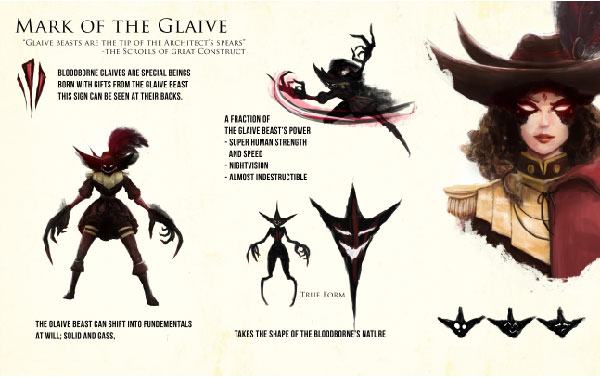 Mark of the Glaive
"Glaive beasts are the tip of the Architect's spears"
-the Scrolls of Great Construct
BLOODBORNE GLAIVES ARE SPECIAL BEINGS
BORN WITH GIFTS FROM THE GLAIVE BEAST
THIS SIGN CAN BE SEEN AT THEIR BACKS.
A FRACTION OF
THE GLAIVE BEAST'S POWER
- SUPER HUMAN STRENGTH
AND SPEED
- NIGHTVISION
- ALMOST INDESTRUCTIBLE
True Form
THE GLAIVE BEAST CAN SHIFT INTO FUNDEMENTALS
AT WILL; SOLID AND GASS.
TAKES THE SHAPE OF THE BLOODBORNE'S NATURE